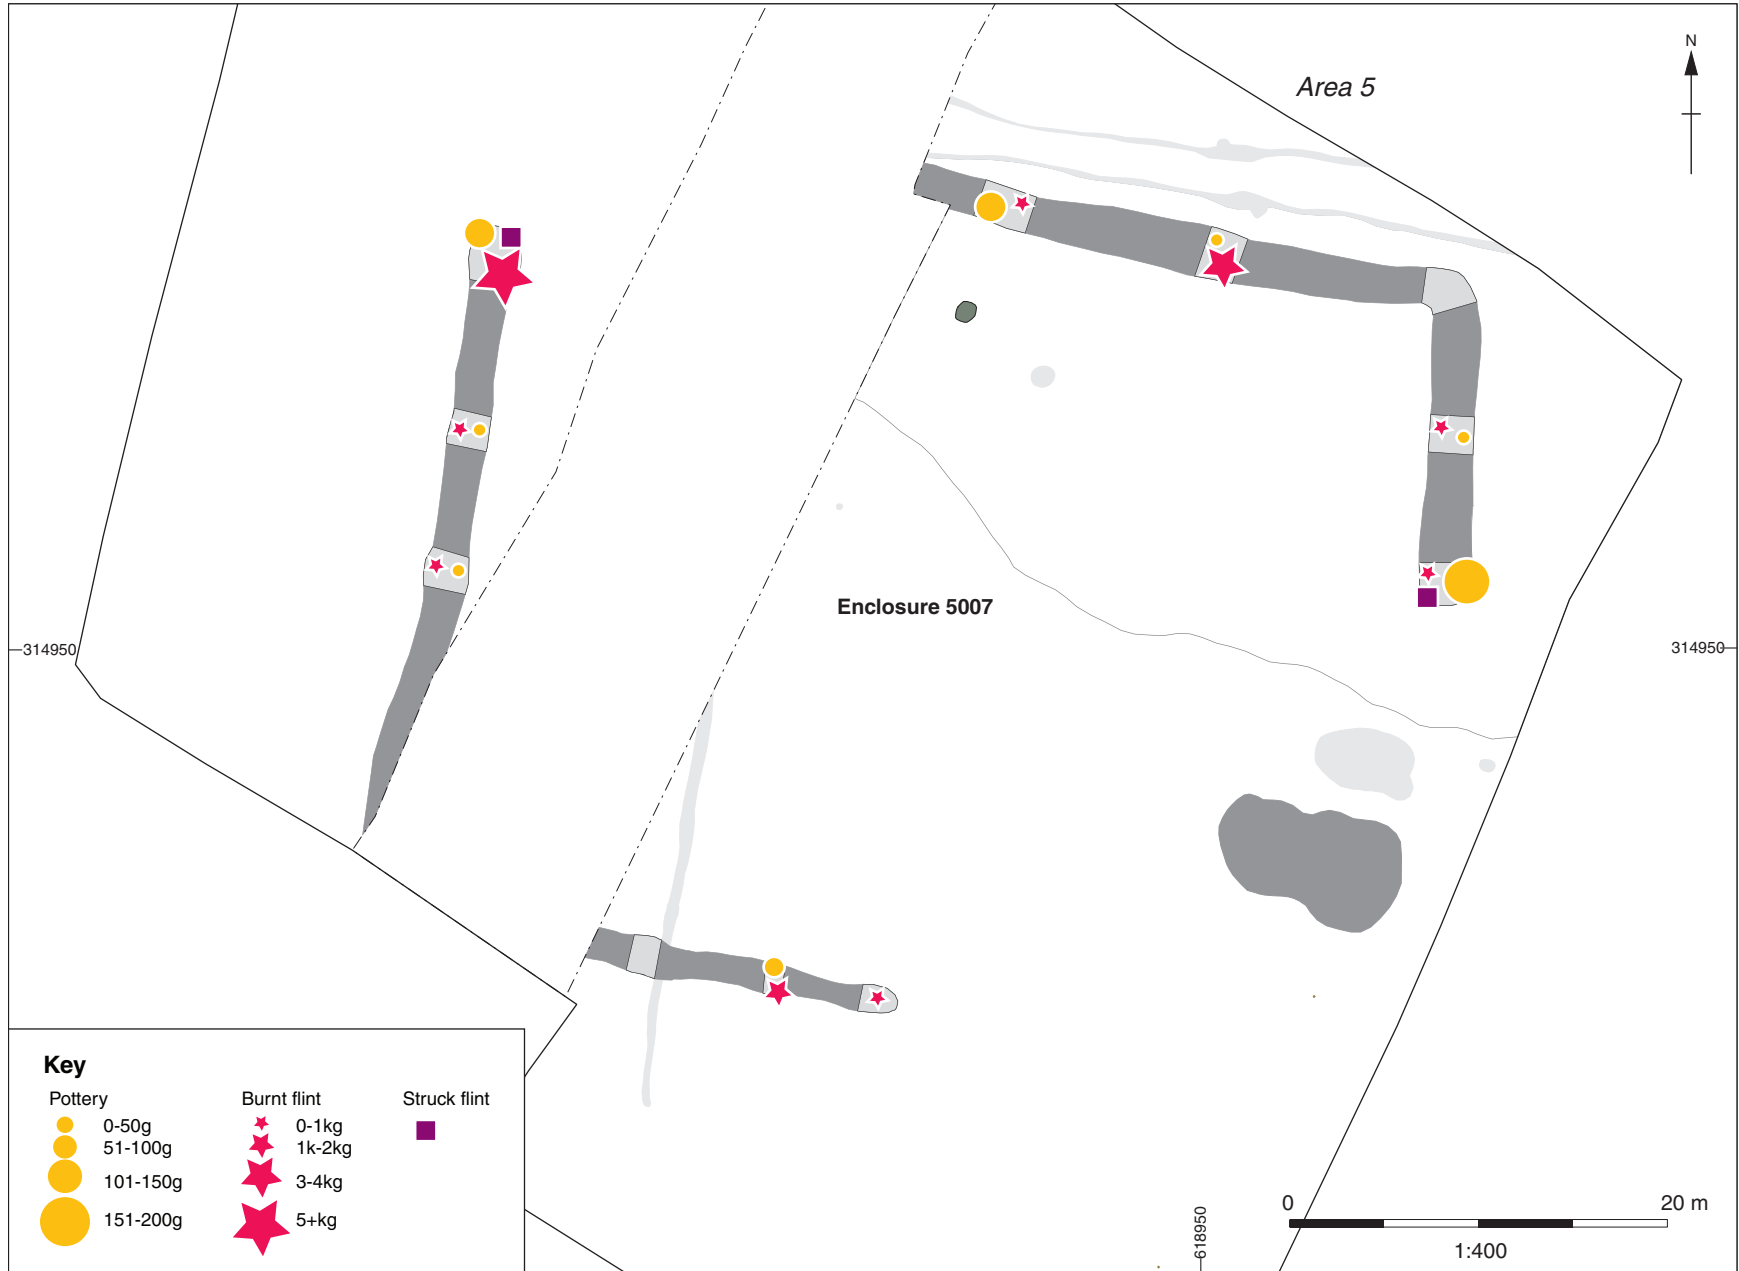 N
Area 5
Enclosure 5007
314950
314950
Key
Pottery
0-50g
51-100g
101-150g
151-200g
Burnt flint
0-1kg
1k-2kg
3-4kg
5+kg
Struck flint
618950
0 20 m
1:400